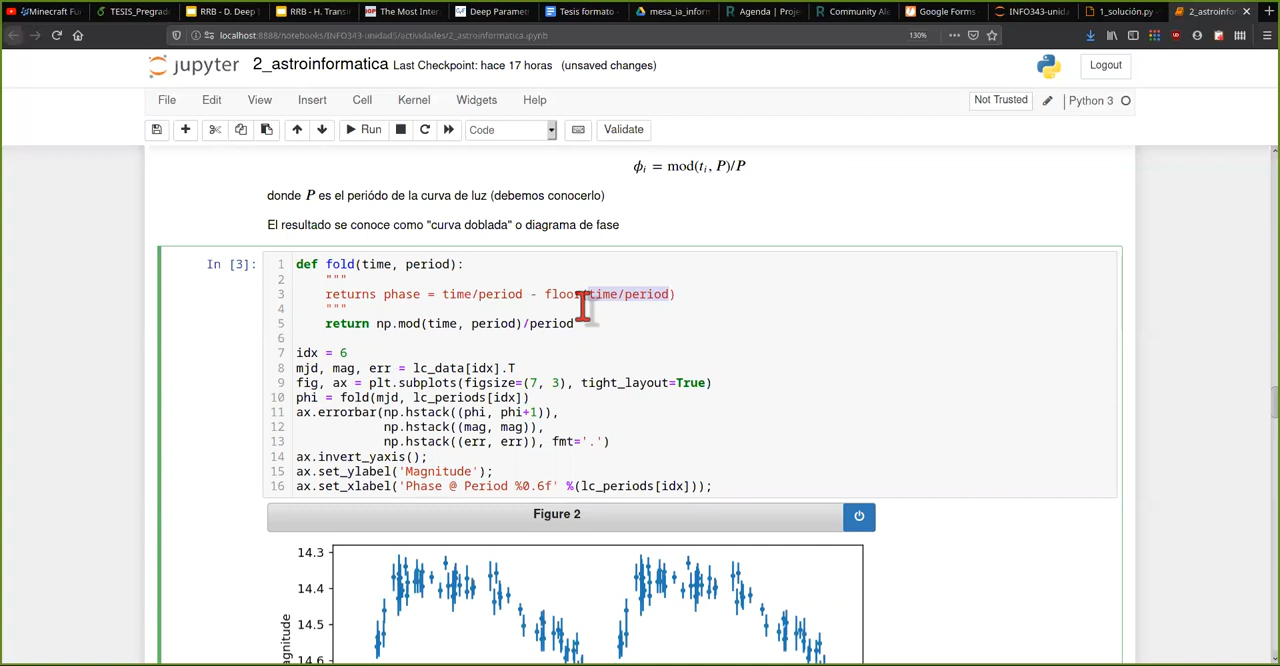 Minecraft Fun
TESIS_Pregrad
RRB - D. Deep
RRB - H. Transi
The Most Inter
Deep Paramet
Tesis formato -
mesa_ia_inform
Agenda | Proje
Community Ale
Google Forms
INFO343-unida
1_solución.py -
2_astroinfor
localhost:8888/notebooks/INFO343-unidad5/actividades/2_astroinformatica.ipynb
130%
jupyter 2_astroinformatica Last Checkpoint: hace 17 horas (unsaved changes)
Logout
File Edit View Insert Cell Kernel Widgets Help
Not Trusted
Python 3
Run
Code
Validate
ϕi = mod(ti, P)/P
donde P es el periódo de la curva de luz (debemos conocerlo)
El resultado se conoce como "curva doblada" o diagrama de fase
In [3]:
1 def fold(time, period):
2 """
3 returns phase = time/period - floor(time/period)
4 """
5 return np.mod(time, period)/period
6
7 idx = 6
8 mjd, mag, err = lc_data[idx].T
9 fig, ax = plt.subplots(figsize=(7, 3), tight_layout=True)
10 phi = fold(mjd, lc_periods[idx])
11 ax.errorbar(np.hstack((phi, phi+1)),
12 np.hstack((mag, mag)),
13 np.hstack((err, err)), fmt='.')
14 ax.invert_yaxis();
15 ax.set_ylabel('Magnitude');
16 ax.set_xlabel('Phase @ Period %0.6f' %(lc_periods[idx]));
Figure 2
14.3
14.4
14.5
14.6
agnitude